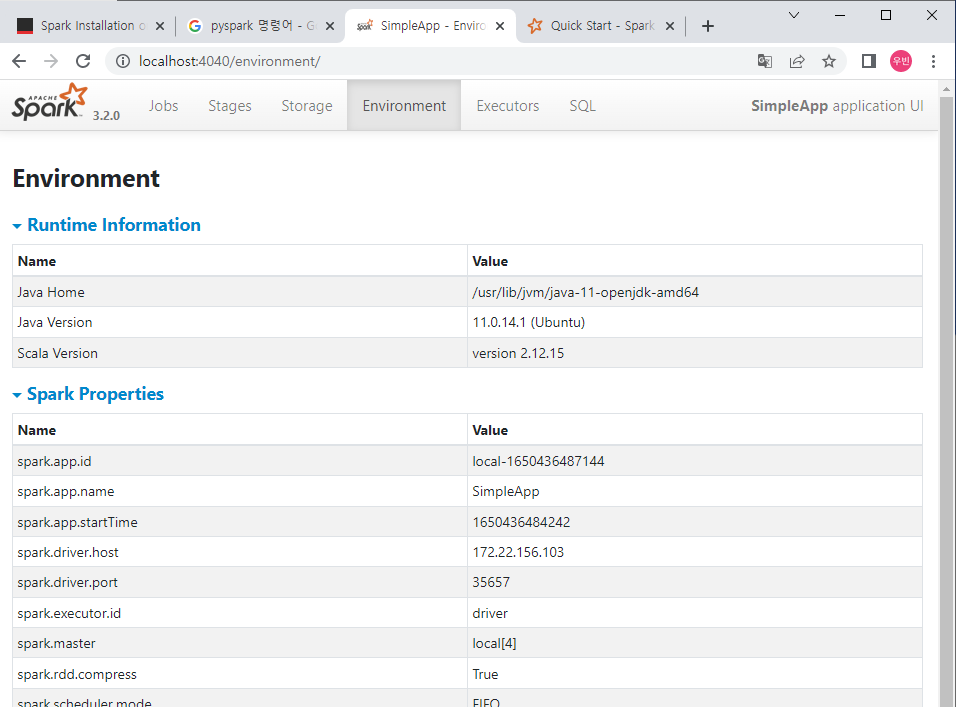 Spark Installation o
pyspark 명령어 - G
SimpleApp - Enviro
Quick Start - Spark
localhost:4040/environment/
우빈
APACHE Spark 3.2.0 Jobs Stages Storage Environment Executors SQL SimpleApp application UI
Environment
Runtime Information
Name Value
Java Home /usr/lib/jvm/java-11-openjdk-amd64
Java Version 11.0.14.1 (Ubuntu)
Scala Version version 2.12.15
Spark Properties
Name Value
spark.app.id local-1650436487144
spark.app.name SimpleApp
spark.app.startTime 1650436484242
spark.driver.host 172.22.156.103
spark.driver.port 35657
spark.executor.id driver
spark.master local[4]
spark.rdd.compress True
spark.scheduler.mode FIFO